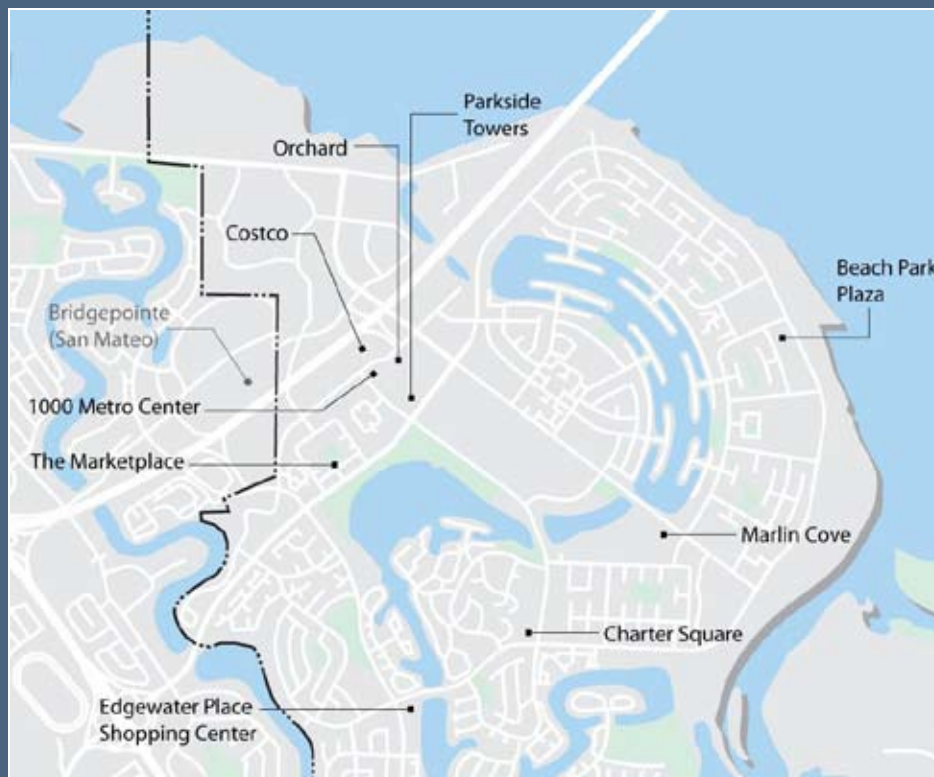 Parkside
Towers
Orchard
Costco
Beach Park
Plaza
Bridgepointe
(San Mateo)
1000 Metro Center
The Marketplace
Marlin Cove
Charter Square
Edgewater Place
Shopping Center